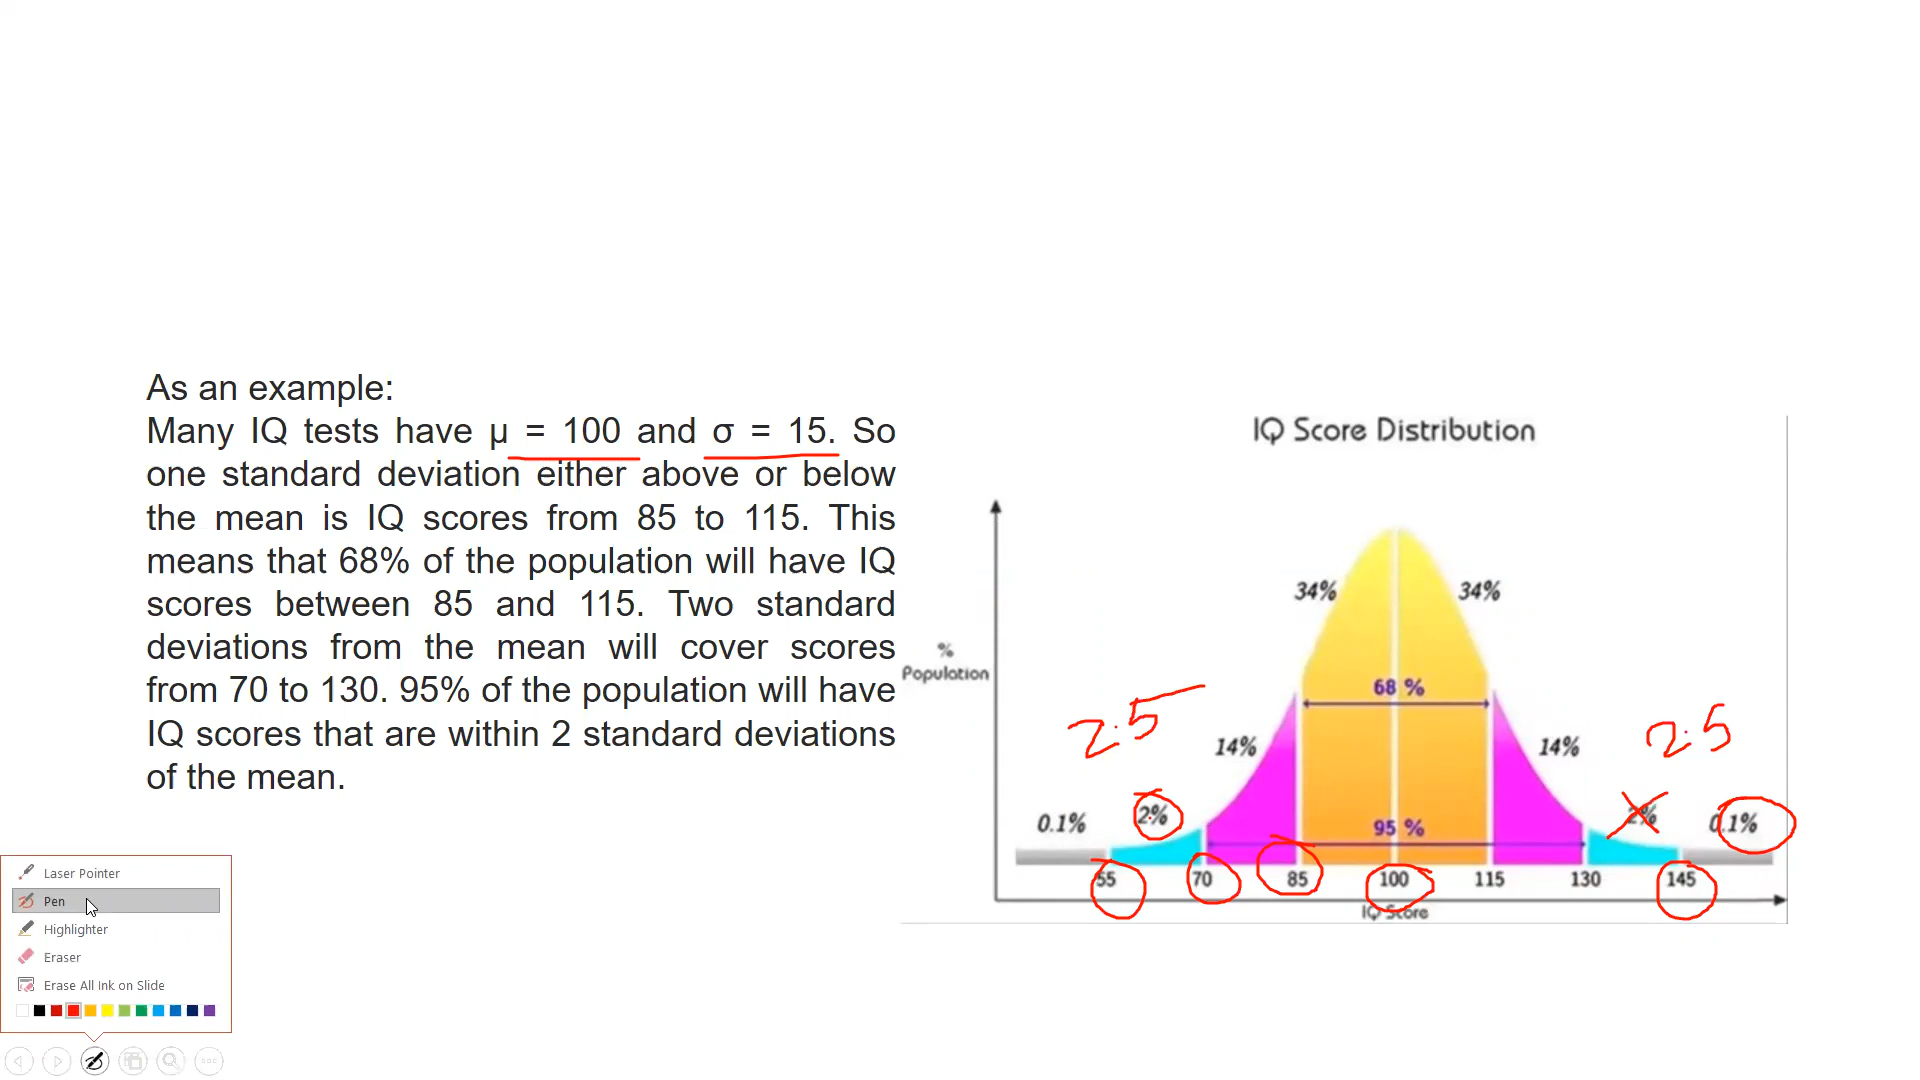 As an example:
Many IQ tests have μ = 100 and σ = 15. So
one standard deviation either above or below
the mean is IQ scores from 85 to 115. This
means that 68% of the population will have IQ
scores between 85 and 115. Two standard
deviations from the mean will cover scores
from 70 to 130. 95% of the population will have
IQ scores that are within 2 standard deviations
of the mean.
IQ Score Distribution
34% 34%
%
Population
68 %
2.5 2.5
14% 14%
0.1% 2% 2% 0.1%
95 %
55 70 85 100 115 130 145
IQ Score
Laser Pointer
Pen
Highlighter
Eraser
Erase All Ink on Slide